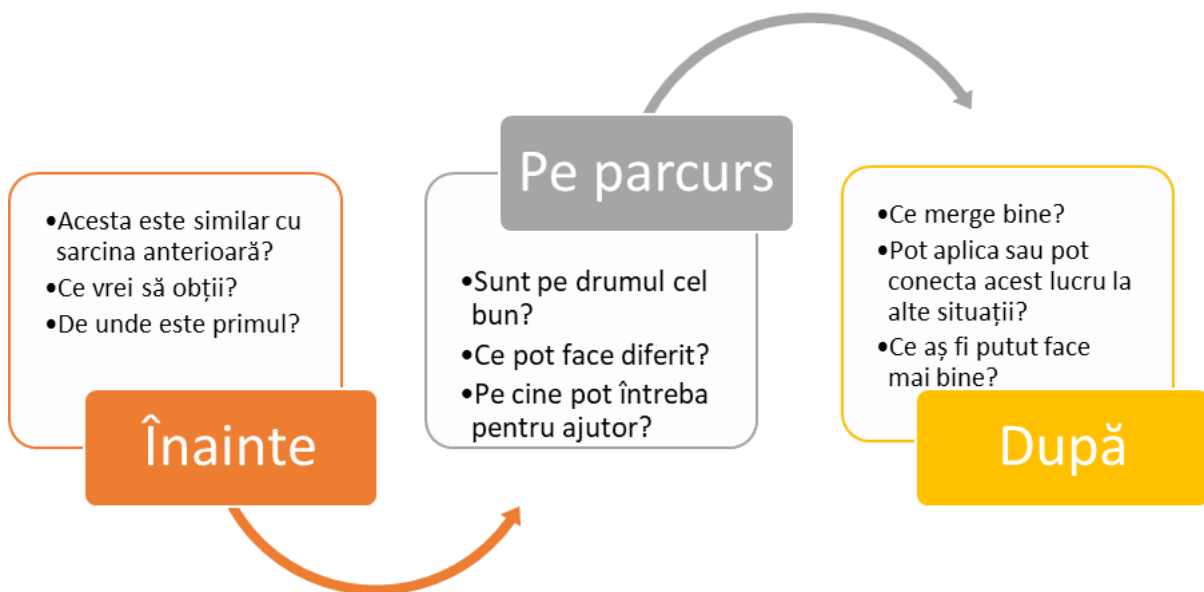 •Acesta este similar cu
sarcina anterioară?
•Ce vrei să obții?
•De unde este primul?
Înainte
Pe parcurs
•Sunt pe drumul cel
bun?
•Ce pot face diferit?
•Pe cine pot întreba
pentru ajutor?
•Ce merge bine?
•Pot aplica sau pot
conecta acest lucru la
alte situații?
•Ce aș fi putut face
mai bine?
După